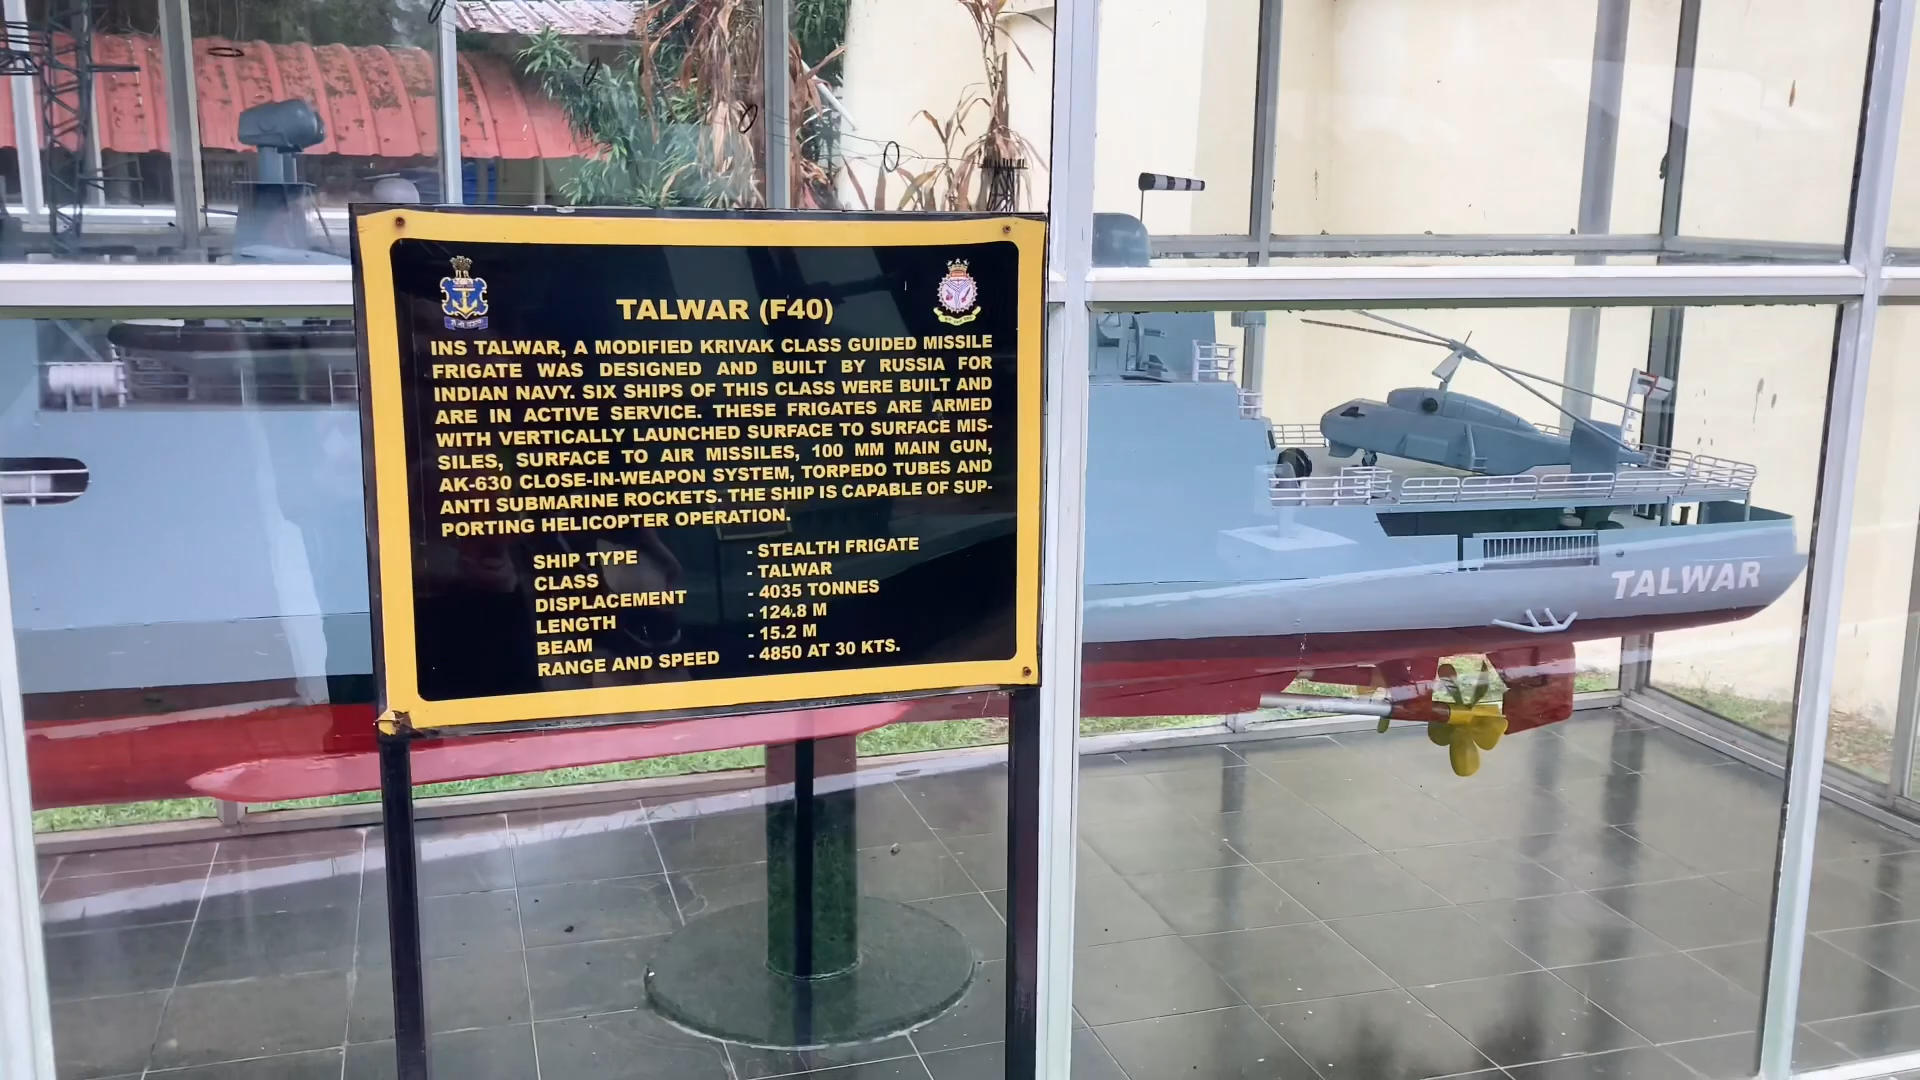 TALWAR (F40)
INS TALWAR, A MODIFIED KRIVAK CLASS GUIDED MISSILE
FRIGATE WAS DESIGNED AND BUILT BY RUSSIA FOR
INDIAN NAVY. SIX SHIPS OF THIS CLASS WERE BUILT AND
ARE IN ACTIVE SERVICE. THESE FRIGATES ARE ARMED
WITH VERTICALLY LAUNCHED SURFACE TO SURFACE MIS-
SILES, SURFACE TO AIR MISSILES, 100 MM MAIN GUN,
AK-630 CLOSE-IN-WEAPON SYSTEM, TORPEDO TUBES AND
ANTI SUBMARINE ROCKETS. THE SHIP IS CAPABLE OF SUP-
PORTING HELICOPTER OPERATION.
SHIP TYPE - STEALTH FRIGATE
CLASS - TALWAR
DISPLACEMENT - 4035 TONNES
LENGTH - 124.8 M
BEAM - 15.2 M
RANGE AND SPEED - 4850 AT 30 KTS.
TALWAR